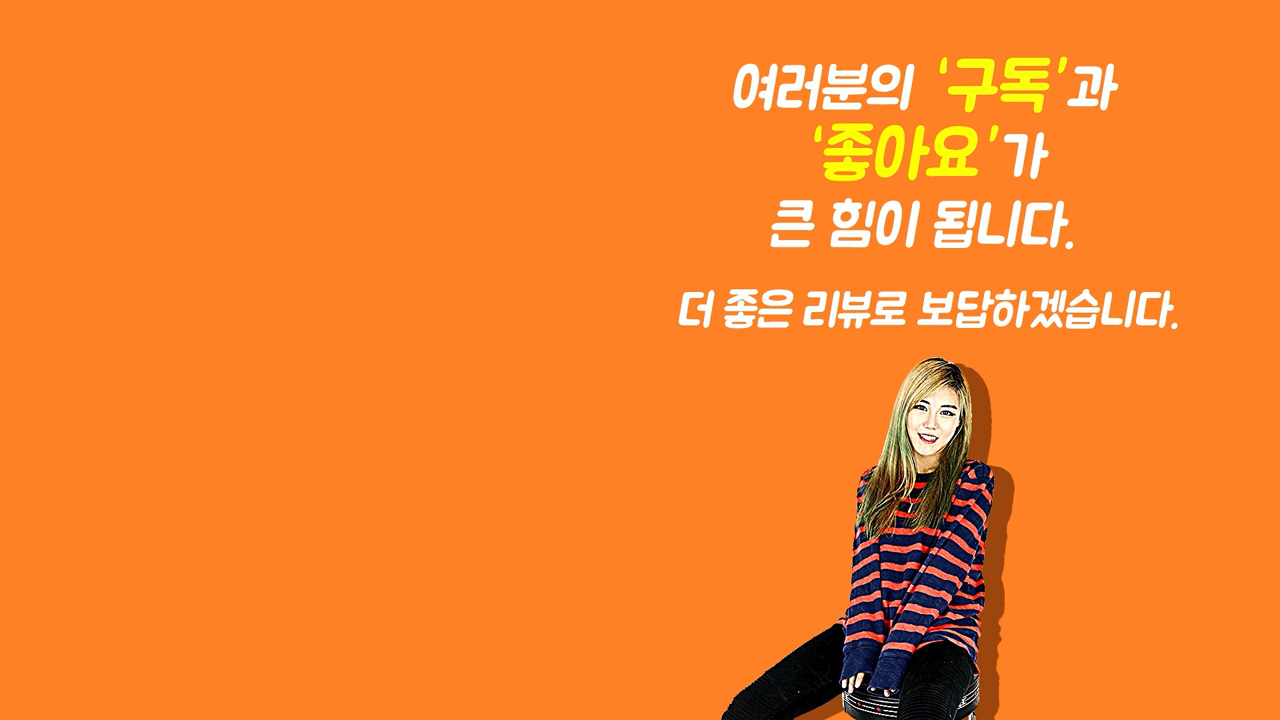 여러분의 '구독'과
'좋아요'가
큰 힘이 됩니다.
더 좋은 리뷰로 보답하겠습니다.